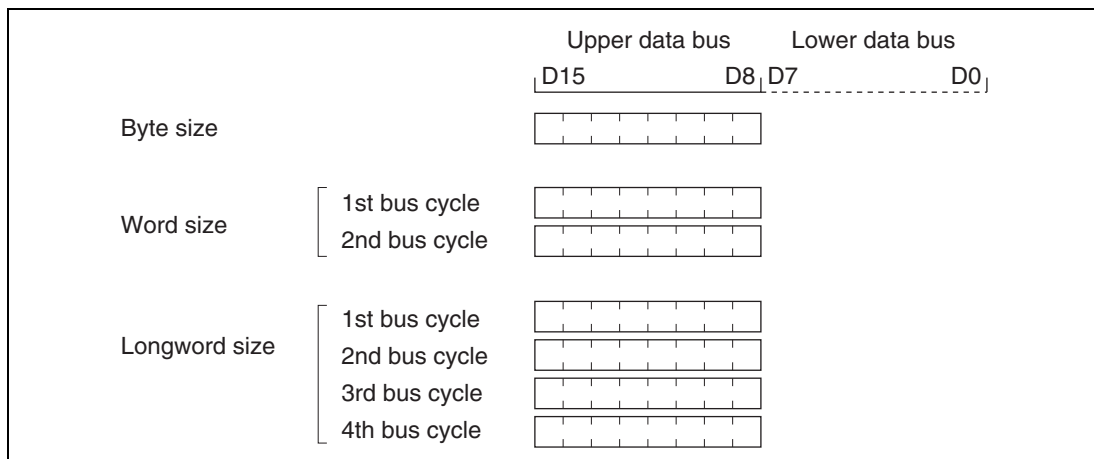 Upper data bus Lower data bus
D15 D8 D7 D0
Byte size
Word size
1st bus cycle
2nd bus cycle
Longword size
1st bus cycle
2nd bus cycle
3rd bus cycle
4th bus cycle